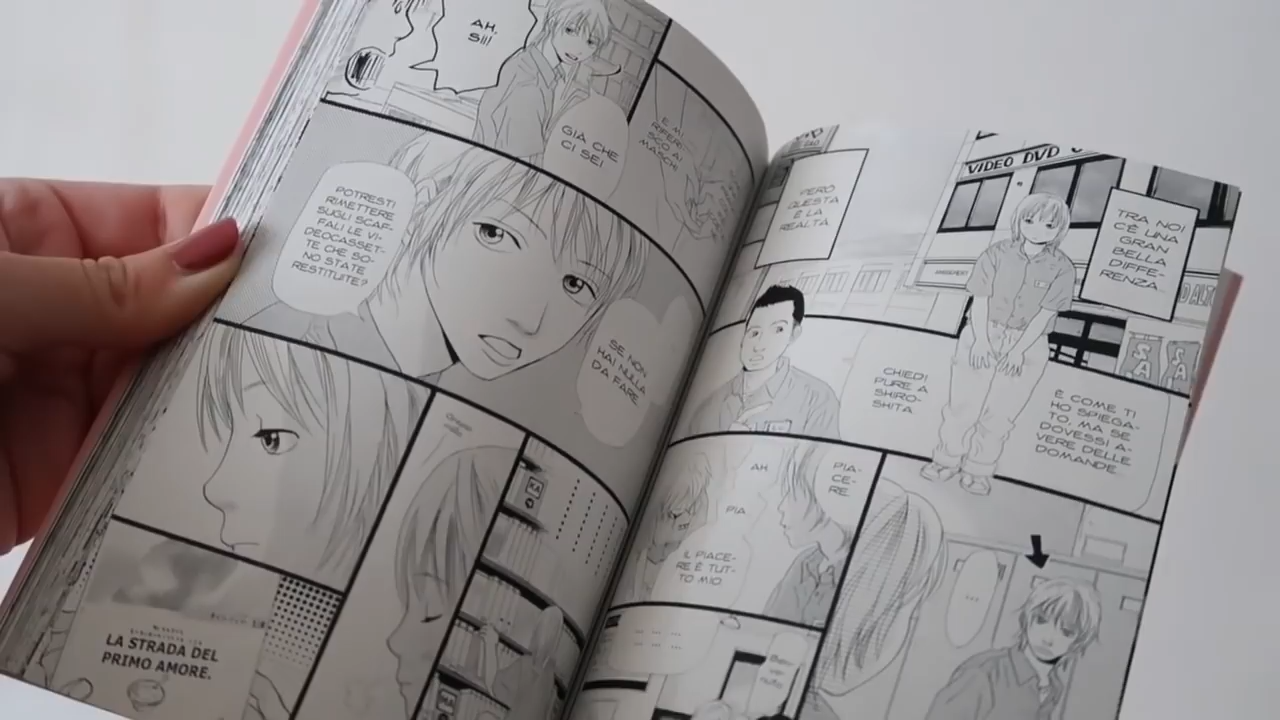 AH,
SI!
GIÀ, CHE
CI SEI
E MI
RIFERI-
SCO AI
MASCHI
POTRESTI
RIMETTERE
SUGLI SCAF-
FALI LE VI-
DEOCASSET-
TE CHE SO-
NO STATE
RESTITUITE?
SE NON
HAI NULLA
DA FARE.
KA
LA STRADA DEL
PRIMO AMORE.
DVD
PERÒ
QUESTA
È LA
REALTÀ
VIDEO DVD
TRA NOI
C'È UNA
GRAN
BELLA
DIFFE-
RENZA.
CHIEDI
PURE A
SHIRO-
SHITA
È COME TI
HO SPIEGA-
TO, MA SE
DOVESSI A-
VERE DELLE
DOMANDE
AH
PIA-
CE-
RE.
PIA
IL PIACE-
RE È TUT-
TO MIO
...
... ... ...
... ...